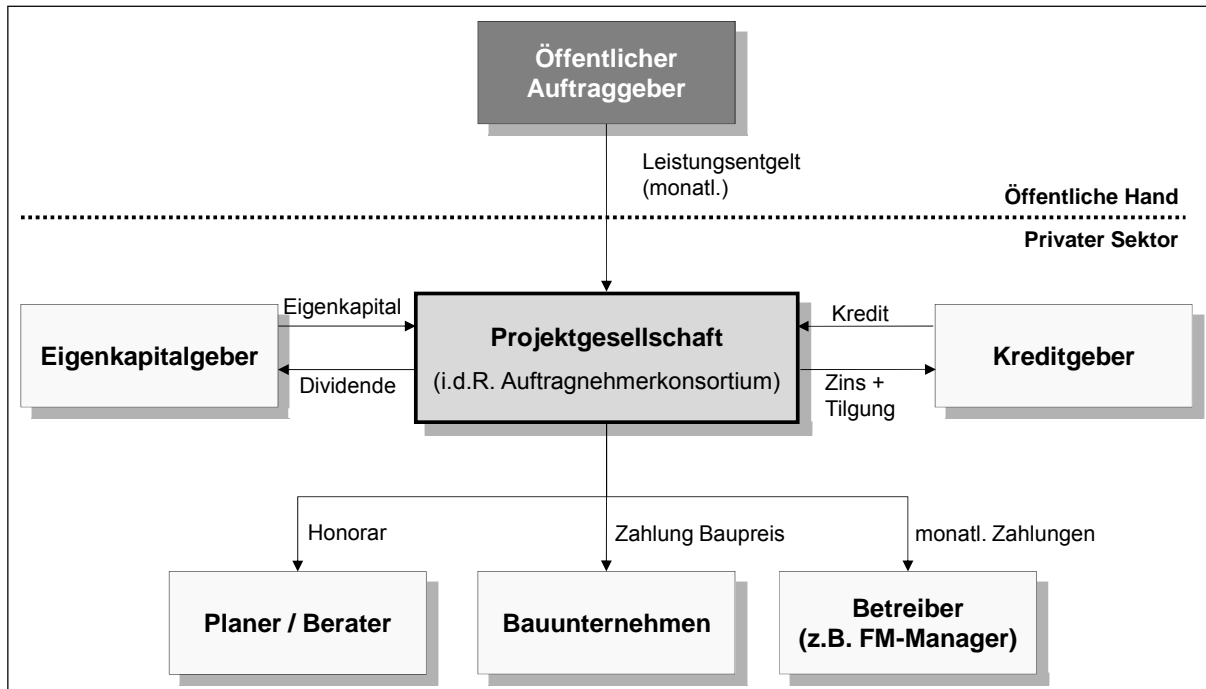 Öffentlicher
Auftraggeber
Leistungsentgelt
(monatl.)
Öffentliche Hand
Privater Sektor
Eigenkapitalgeber
Eigenkapital
Dividende
Projektgesellschaft
(i.d.R. Auftragnehmerkonsortium)
Kredit
Zins +
Tilgung
Kreditgeber
Honorar
Zahlung Baupreis
monatl. Zahlungen
Planer / Berater
Bauunternehmen
Betreiber
(z.B. FM-Manager)